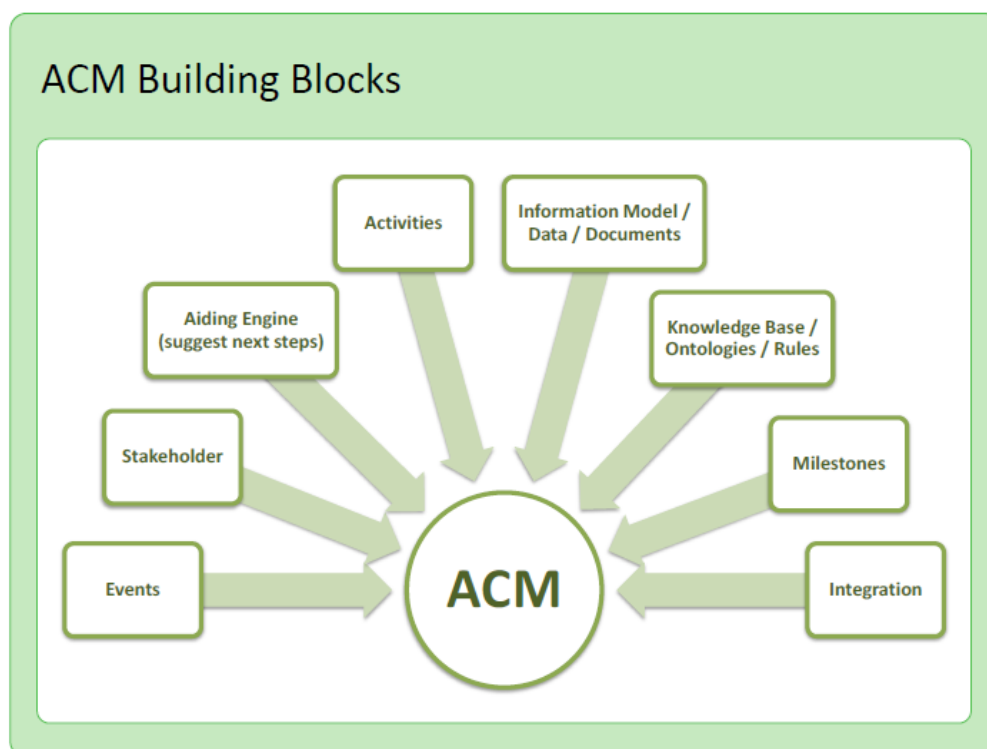 ACM Building Blocks
Activities
Information Model /
Data / Documents
Aiding Engine
(suggest next steps)
Knowledge Base /
Ontologies / Rules
Stakeholder
Milestones
Events
ACM
Integration